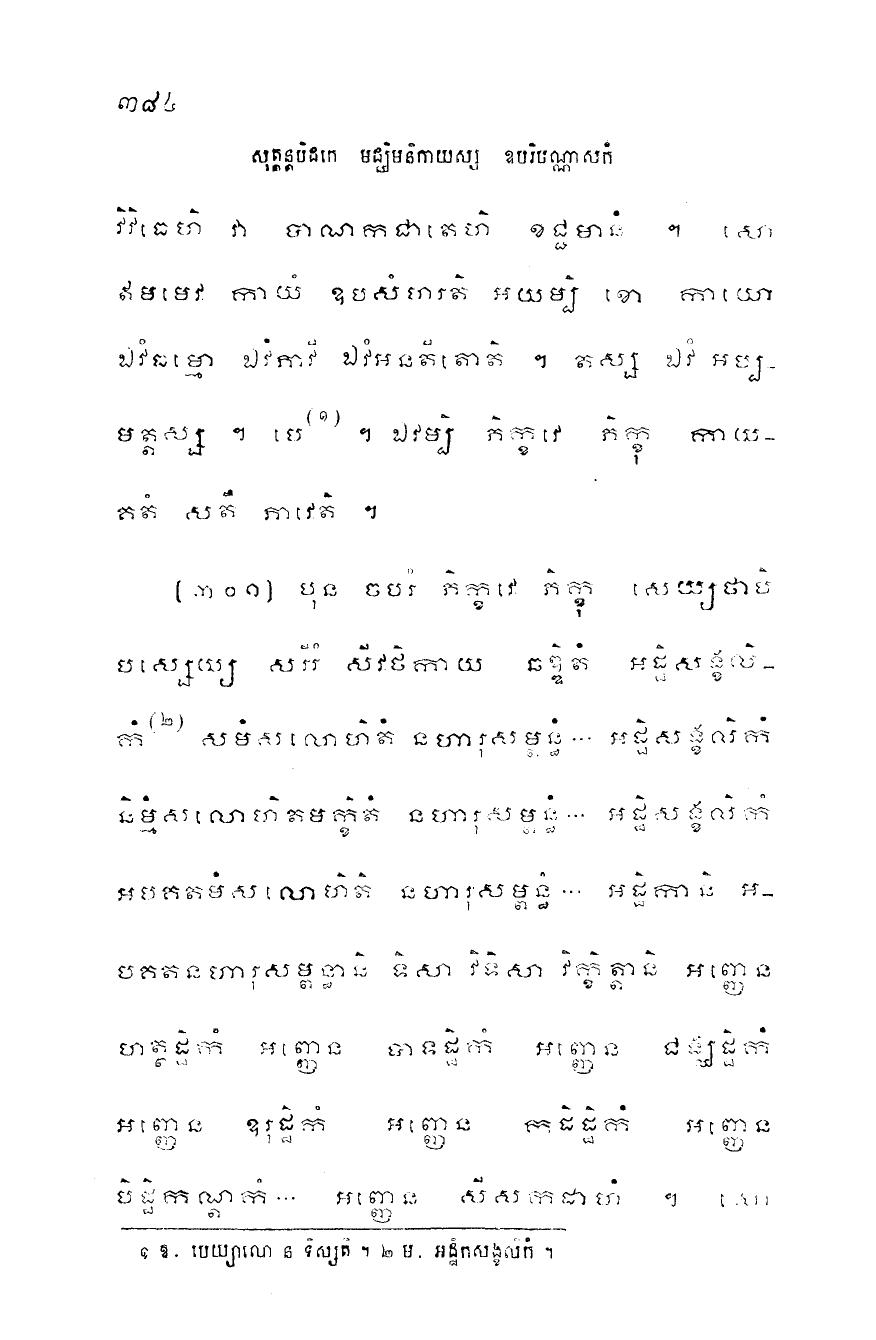 ៣៨៤
សុត្តន្តបិដកេ មជ្ឈិមនិកាយស្ស ឧបរិបណ្ណាសកំ
វិវិធេហិ វា បាណកជាតេហិ ខជ្ជមានំ ។ សោ
ឥមមេវ កាយំ ឧបសំហរតិ អយម្បិ ខោ កាយោ
ឯវំធម្មោ ឯវំភាវី ឯវំអនតីតោតិ ។ តស្ស ឯវំ អប្ប-
មត្តស្ស ។ បេ (១) ។ ឯវម្បិ ភិក្ខវេ ភិក្ខុ កាយ-
គតំ សតឹ ភាវេតិ ។
(៣០១) បុន ចបរំ ភិក្ខវេ ភិក្ខុ សេយ្យថាបិ
បស្សេយ្យ សរីរំ សីវថិកាយ ឆឌ្ឌិតំ អដ្ឋិសង្ខលិ-
កំ (២) សមំសលោហិតំ នហារុសម្ពន្ធំ... អដ្ឋិសង្ខលិកំ
និម្មំសលោហិតមក្ខិតំ នហារុសម្ពន្ធំ... អដ្ឋិសង្ខលិកំ
អបគតមំសលោហិតំ នហារុសម្ពន្ធំ... អដ្ឋិកានិ អ-
បគតនហារុសម្ពន្ធានិ ទិសា វិទិសា វិក្ខិត្តានិ អញ្ញេន
ហត្ថដ្ឋិកំ អញ្ញេន បាទដ្ឋិកំ អញ្ញេន ជង្ឃដ្ឋិកំ
អញ្ញេន ឧរុដ្ឋិកំ អញ្ញេន កដិដ្ឋិកំ អញ្ញេន
បិដ្ឋិកណ្ដកំ... អញ្ញេន សីសកដាហំ ។ សោ
១ ឱ. បេយ្យាលោ ន ទិស្សតិ ។ ២ ម. អដ្ឋិកសង្ខលិកំ ។